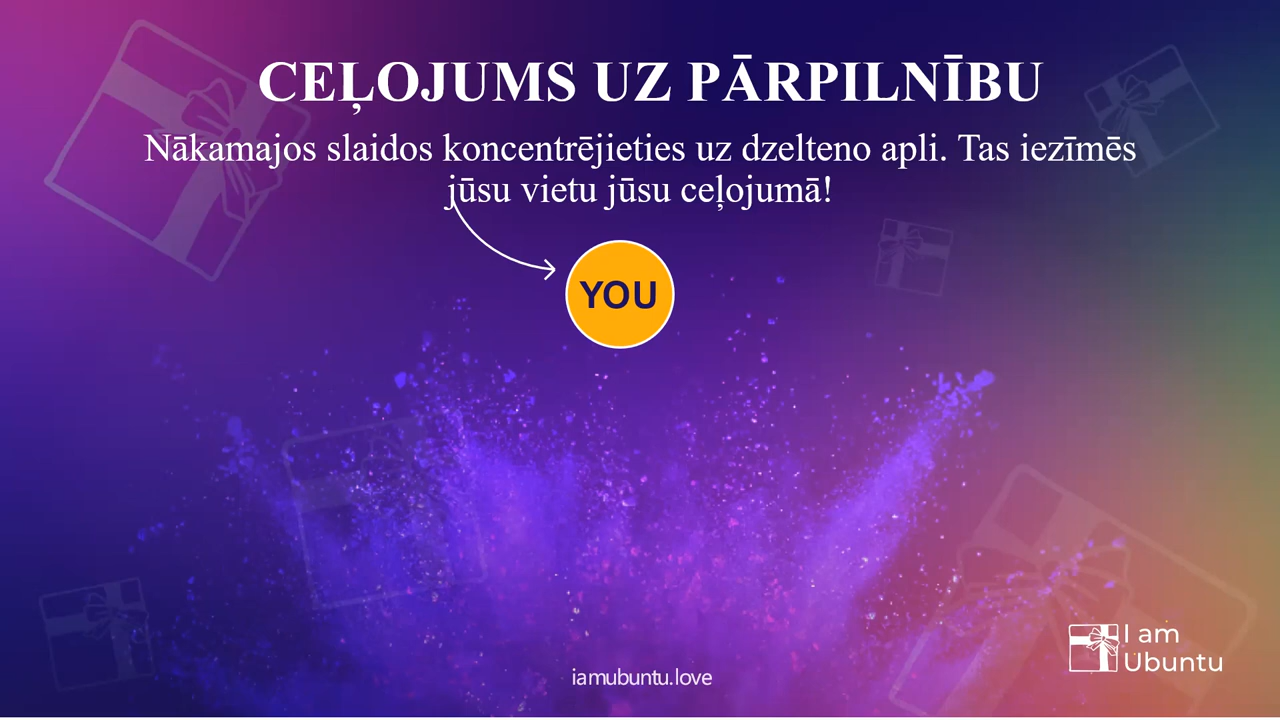 CEĻOJUMS UZ PĀRPILNĪBU
Nākamajos slaidos koncentrējieties uz dzelteno apli. Tas iezīmēs
jūsu vietu jūsu ceļojumā!
YOU
I am
Ubuntu
iamubuntu.love